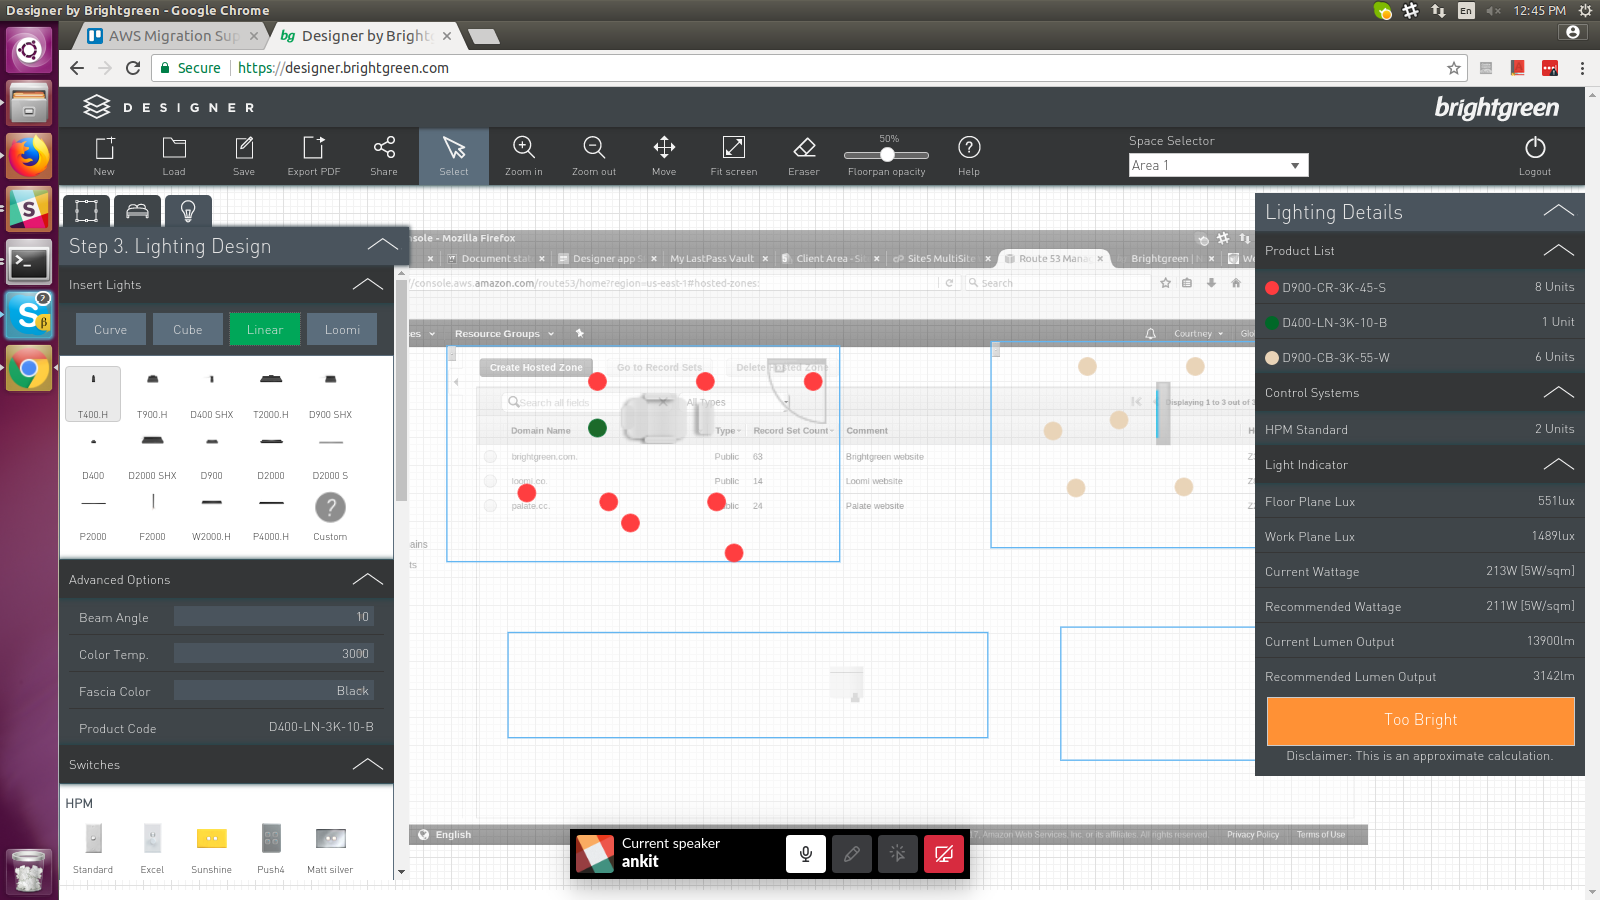 Designer by Brightgreen - Google Chrome
En
12:45 PM
AWS Migration Sup
bg Designer by Brightg
Secure
https://designer.brightgreen.com
DESIGNER
brightgreen
New
Load
Save
Export PDF
Share
Select
Zoom in
Zoom out
Move
Fit screen
Eraser
50%
Floorpan opacity
Help
Space Selector
Area 1
Logout
Step 3. Lighting Design
Insert Lights
Curve
Cube
Linear
Loomi
T400.H
T900.H
D400 SHX
T2000.H
D900 SHX
D400
D2000 SHX
D900
D2000
D2000 S
P2000
F2000
W2000.H
P4000.H
?
Custom
Advanced Options
Beam Angle
10
Color Temp.
3000
Fascia Color
Black
Product Code
D400-LN-3K-10-B
Switches
HPM
Standard
Excel
Sunshine
Push4
Matt silver
nsole - Mozilla Firefox
Document stat
Designer app S
My LastPass Vault
Client Area - Sit
Site5 MultiSite
Route 53 Mana
Brightgreen | N
We
//console.aws.amazon.com/route53/home?region=us-east-1#hosted-zones:
Search
es
Resource Groups
Courtney
Glo
Create Hosted Zone
Go to Record Sets
Delete Hosted Zone
Search all fields
All Types
Displaying 1 to 3 out of 3
Domain Name
Type
Record Set Count
Comment
brightgreen.com.
Public
63
Brightgreen website
loomi.co.
Public
14
Loomi website
palate.cc.
24
Palate website
ains
ts
English
Amazon Web Services, Inc. or its affiliates. All rights reserved.
Privacy Policy
Terms of Use
Current speaker
ankit
Lighting Details
Product List
D900-CR-3K-45-S
8 Units
D400-LN-3K-10-B
1 Unit
D900-CB-3K-55-W
6 Units
Control Systems
HPM Standard
2 Units
Light Indicator
Floor Plane Lux
551lux
Work Plane Lux
1489lux
Current Wattage
213W [5W/sqm]
Recommended Wattage
211W [5W/sqm]
Current Lumen Output
13900lm
Recommended Lumen Output
3142lm
Too Bright
Disclaimer: This is an approximate calculation.